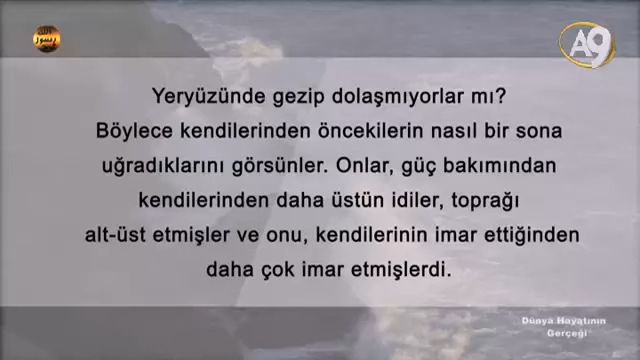 A9
Yeryüzünde gezip dolaşmıyorlar mı?
Böylece kendilerinden öncekilerin nasıl bir sona
uğradıklarını görsünler. Onlar, güç bakımından
kendilerinden daha üstün idiler, toprağı
alt-üst etmişler ve onu, kendilerinin imar ettiğinden
daha çok imar etmişlerdi.
Dünya Hayatının
Gerçeği